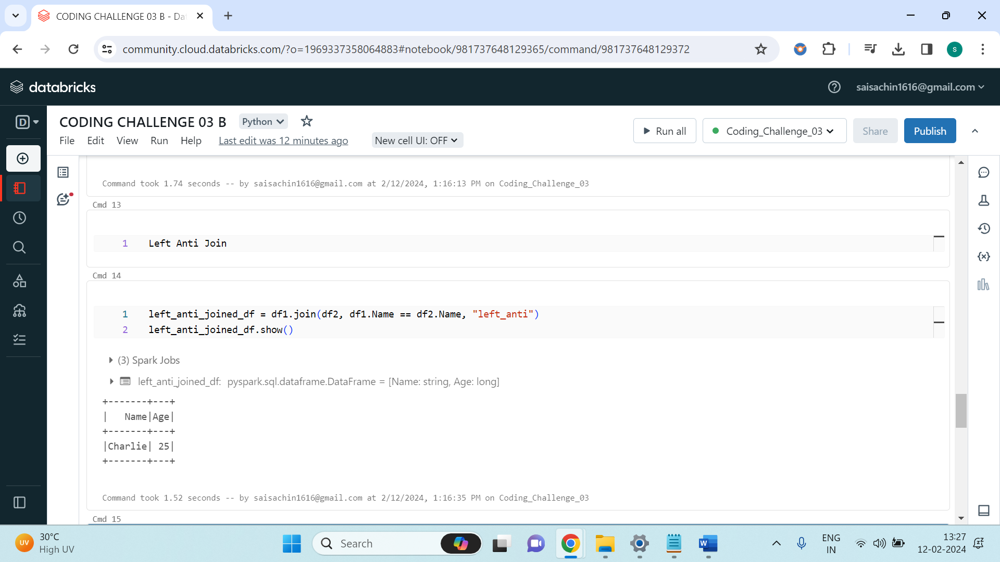 CODING CHALLENGE 03 B - Da
community.cloud.databricks.com/?o=1969337358064883#notebook/981737648129365/command/981737648129372
S
databricks
saisachin1616@gmail.com
D
CODING CHALLENGE 03 B
Python
File
Edit
View
Run
Help
Last edit was 12 minutes ago
New cell UI: OFF
Run all
Coding_Challenge_03
Share
Publish
Command took 1.74 seconds -- by saisachin1616@gmail.com at 2/12/2024, 1:16:13 PM on Coding_Challenge_03
Cmd 13
1 Left Anti Join
Cmd 14
1 left_anti_joined_df = df1.join(df2, df1.Name == df2.Name, "left_anti")
2 left_anti_joined_df.show()
(3) Spark Jobs
left_anti_joined_df: pyspark.sql.dataframe.DataFrame = [Name: string, Age: long]
+-------+---+
|   Name|Age|
+-------+---+
|Charlie| 25|
+-------+---+
Command took 1.52 seconds -- by saisachin1616@gmail.com at 2/12/2024, 1:16:35 PM on Coding_Challenge_03
Cmd 15
UV
30°C
High UV
Search
W
ENG
IN
13:27
12-02-2024